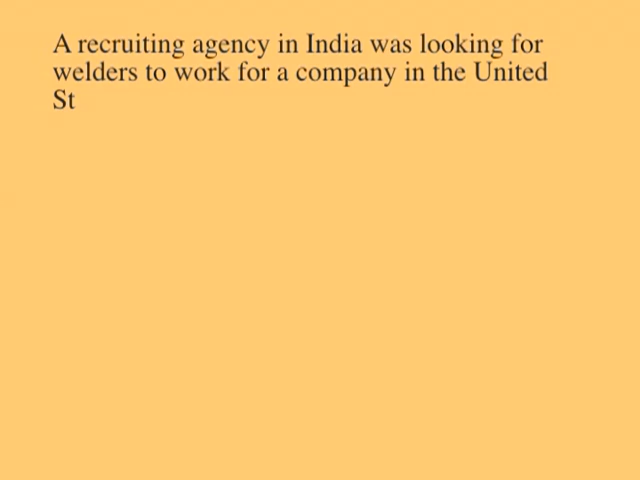 A recruiting agency in India was looking for
welders to work for a company in the United
St